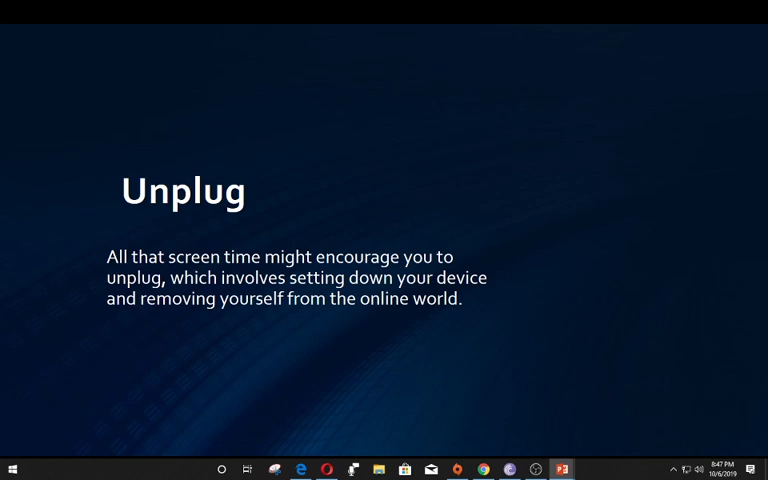 Unplug
All that screen time might encourage you to
unplug, which involves setting down your device
and removing yourself from the online world.
8:47 PM
10/6/2019